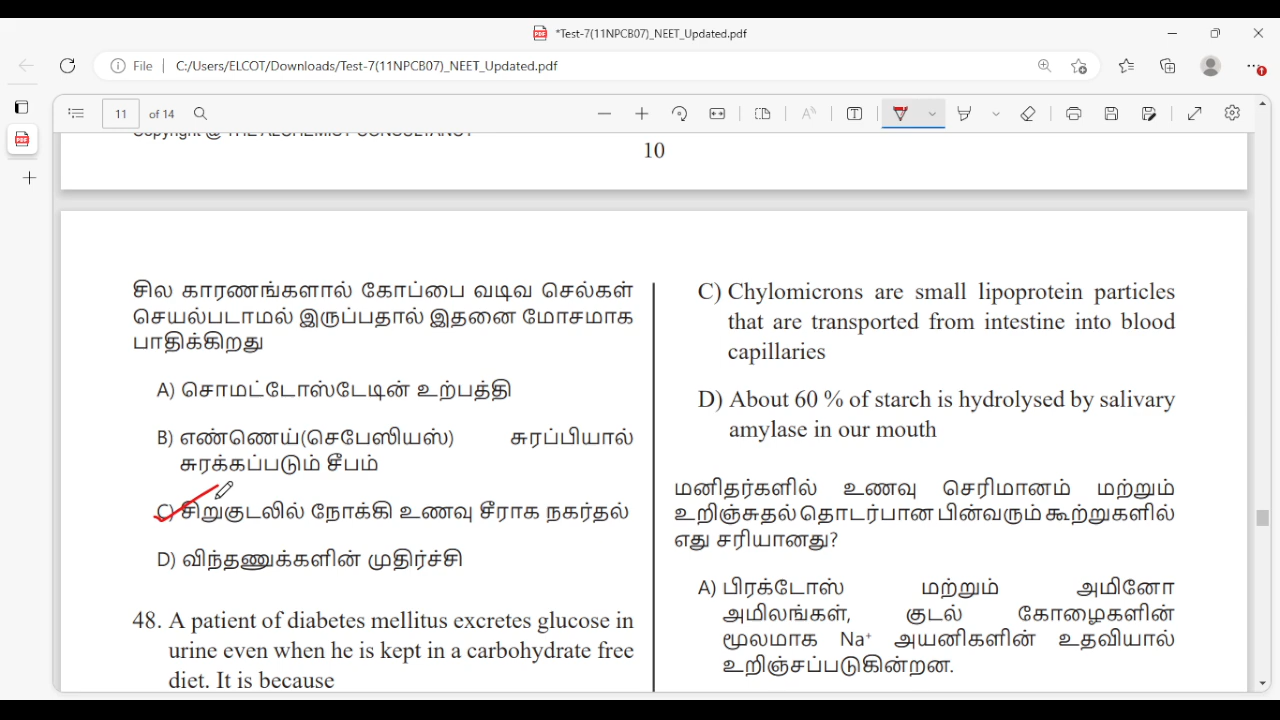 *Test-7(11NPCB07)_NEET_Updated.pdf
File | C:/Users/ELCOT/Downloads/Test-7(11NPCB07)_NEET_Updated.pdf
11 of 14
10
சில காரணங்களால் கோப்பை வடிவ செல்கள்
செயல்படாமல் இருப்பதால் இதனை மோசமாக
பாதிக்கிறது
A) சொமட்டோஸ்டேடின் உற்பத்தி
B) எண்ணெய்(செபேஸியஸ்) சுரப்பியால்
சுரக்கப்படும் சீபம்
C) சிறுகுடலில் நோக்கி உணவு சீராக நகர்தல்
D) விந்தணுக்களின் முதிர்ச்சி
48. A patient of diabetes mellitus excretes glucose in
urine even when he is kept in a carbohydrate free
diet. It is because
C) Chylomicrons are small lipoprotein particles
that are transported from intestine into blood
capillaries
D) About 60 % of starch is hydrolysed by salivary
amylase in our mouth
மனிதர்களில் உணவு செரிமானம் மற்றும்
உறிஞ்சுதல் தொடர்பான பின்வரும் கூற்றுகளில்
எது சரியானது?
A) பிரக்டோஸ் மற்றும் அமினோ
அமிலங்கள், குடல் கோழைகளின்
மூலமாக Na⁺ அயனிகளின் உதவியால்
உறிஞ்சப்படுகின்றன.